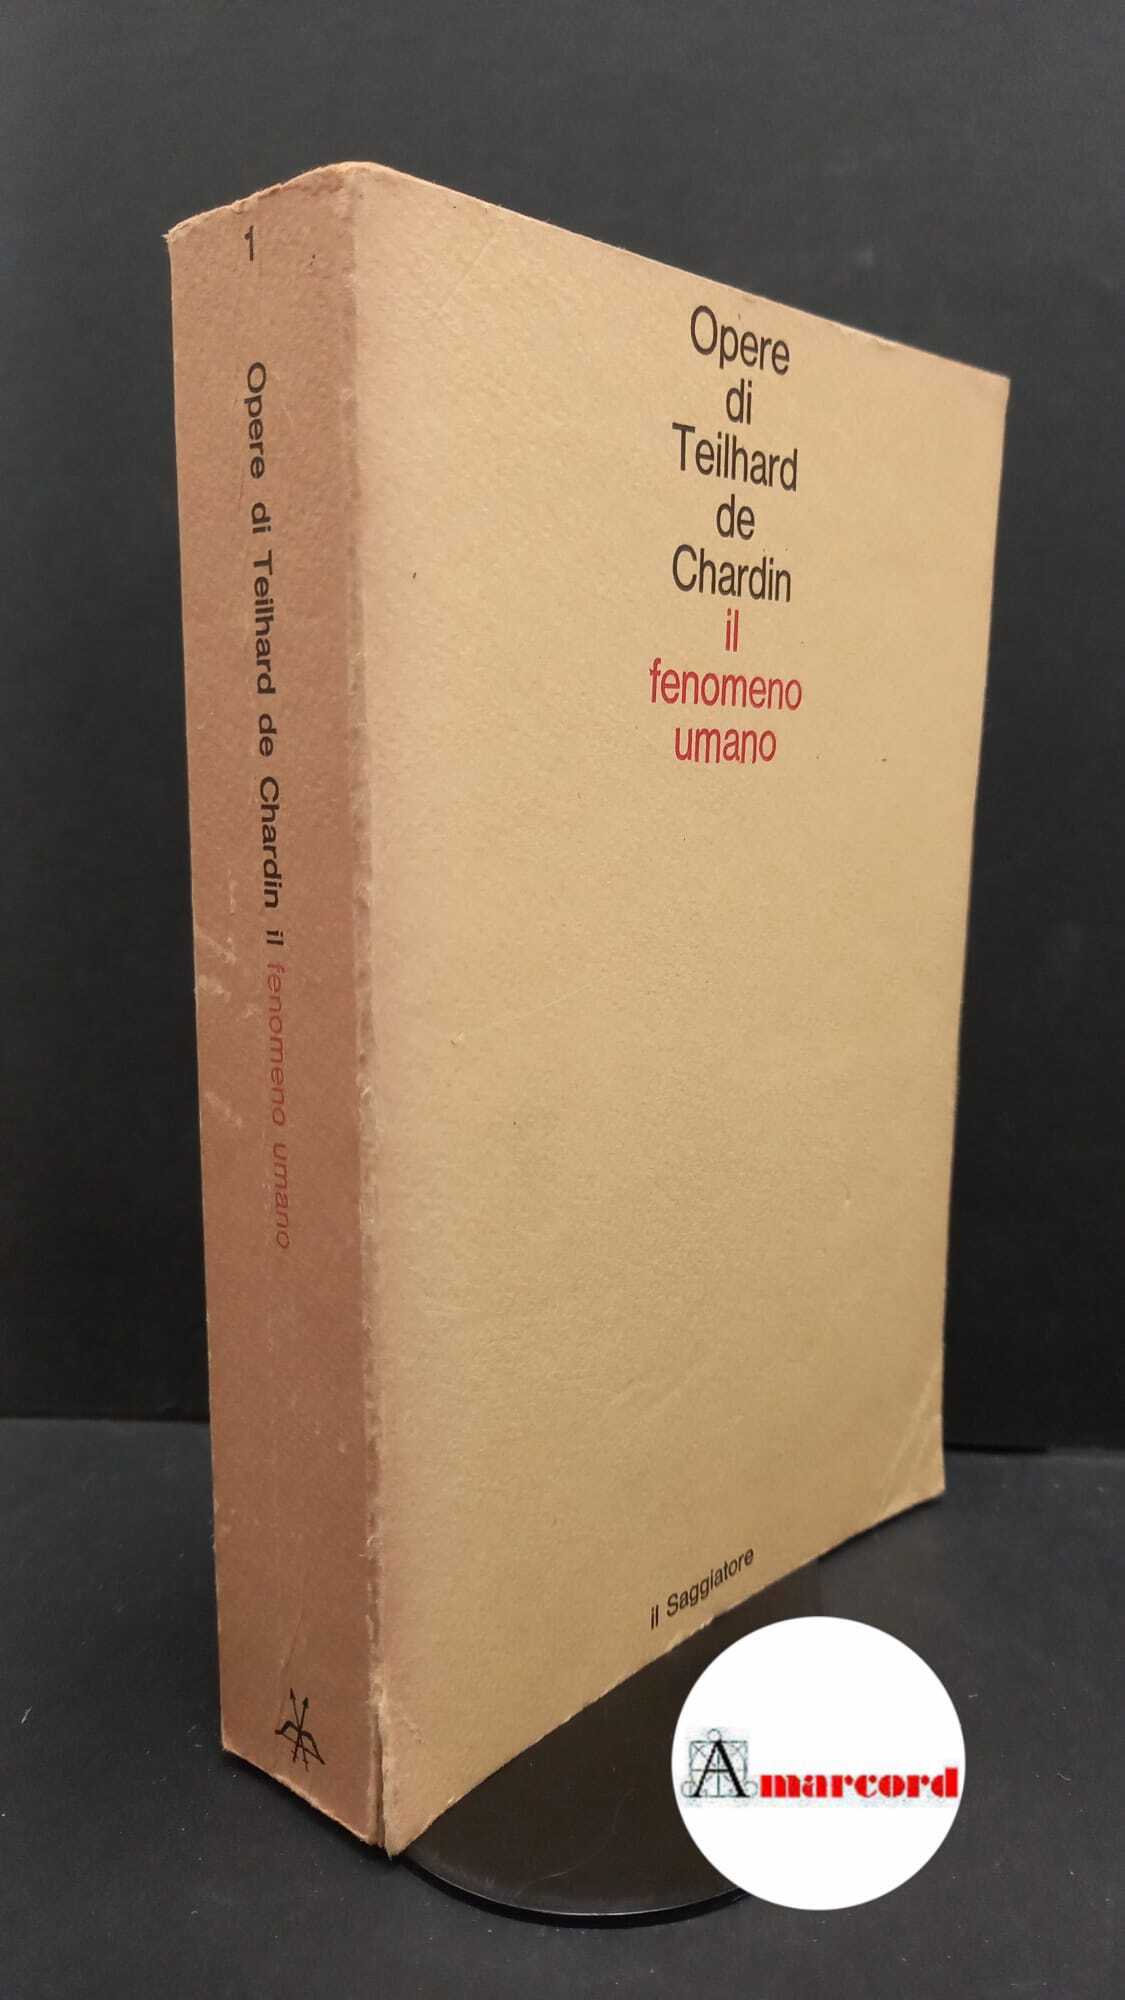 1
Opere di Teilhard de Chardin il fenomeno umano
Opere
di
Teilhard
de
Chardin
il
fenomeno
umano
il Saggiatore
Amarcord